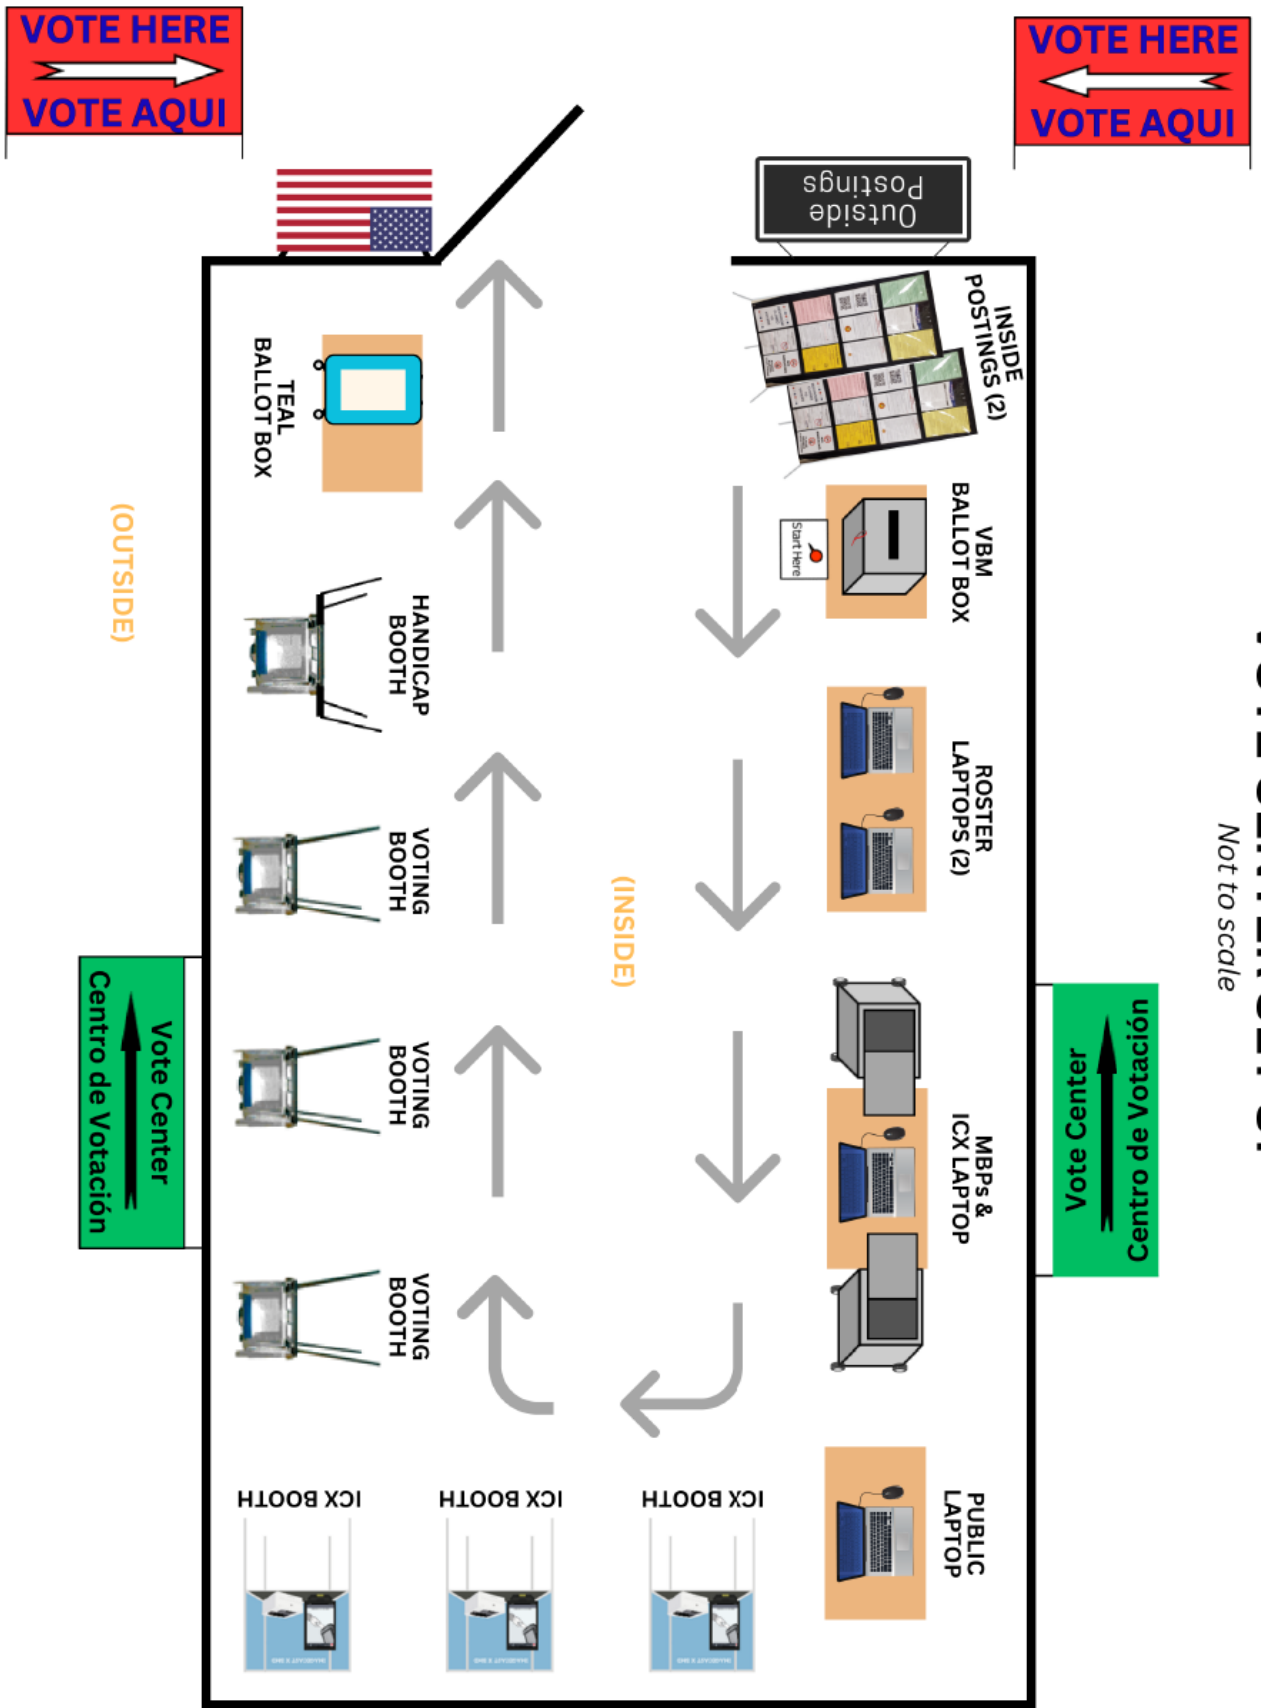 VOTE HERE
VOTE AQUI
VOTE HERE
VOTE AQUI
Outside
Postings
INSIDE
POSTINGS (2)
TEAL
BALLOT BOX
VBM
BALLOT BOX
Start Here
(OUTSIDE)
HANDICAP
BOOTH
ROSTER
LAPTOPS (2)
Not to scale
VOTING
BOOTH
(INSIDE)
VOTING
BOOTH
MBPs &
ICX LAPTOP
Vote Center
Centro de Votación
Vote Center
Centro de Votación
VOTING
BOOTH
PUBLIC
LAPTOP
ICX BOOTH
ICX BOOTH
ICX BOOTH